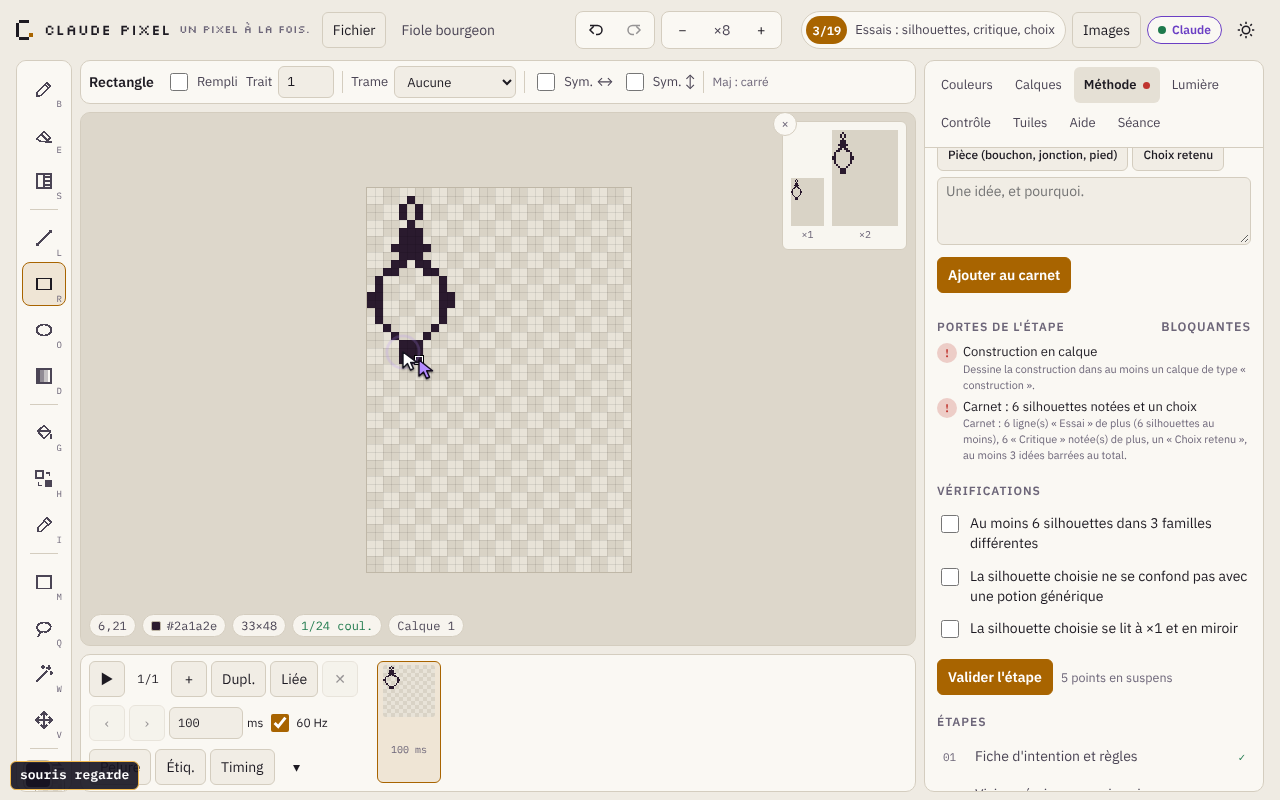 CLAUDE PIXEL UN PIXEL À LA FOIS. Fichier Fiole bourgeon − ×8 + 3/19 Essais : silhouettes, critique, choix Images Claude
Rectangle Rempli Trait 1 Trame Aucune Sym. ↔ Sym. ↕ Maj : carré
B
E
S
L
R
O
D
G
H
I
M
Q
W
V
×
×1 ×2
6,21 #2a1a2e 33×48 1/24 coul. Calque 1
1/1 + Dupl. Liée ×
‹ › 100 ms 60 Hz
100 ms
Étiq. Timing ▼
souris regarde
Couleurs Calques Méthode Lumière
Contrôle Tuiles Aide Séance
Pièce (bouchon, jonction, pied) Choix retenu
Une idée, et pourquoi.
Ajouter au carnet
PORTES DE L'ÉTAPE BLOQUANTES
! Construction en calque
Dessine la construction dans au moins un calque de type «
construction ».
! Carnet : 6 silhouettes notées et un choix
Carnet : 6 ligne(s) « Essai » de plus (6 silhouettes au
moins), 6 « Critique » notée(s) de plus, un « Choix retenu »,
au moins 3 idées barrées au total.
VÉRIFICATIONS
Au moins 6 silhouettes dans 3 familles
différentes
La silhouette choisie ne se confond pas avec
une potion générique
La silhouette choisie se lit à ×1 et en miroir
Valider l'étape 5 points en suspens
ÉTAPES
01 Fiche d'intention et règles ✓